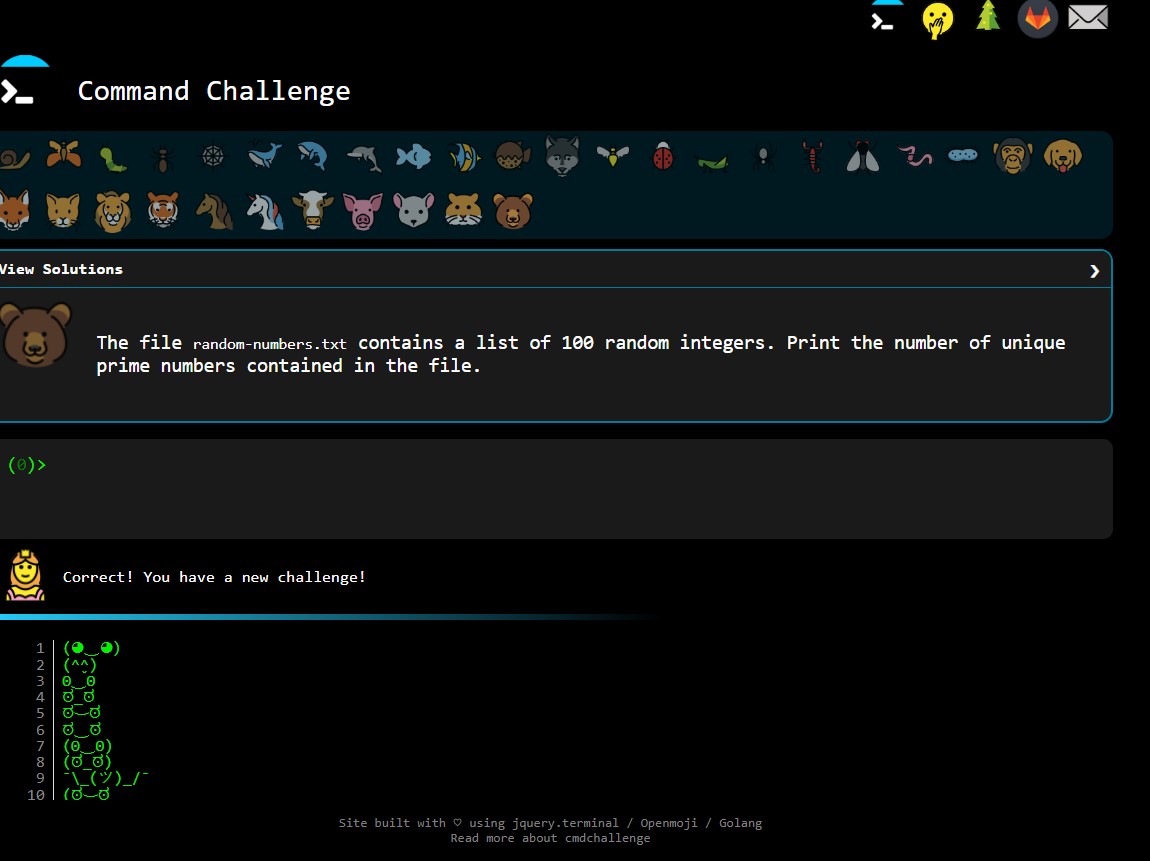 Command Challenge
View Solutions
The file random-numbers.txt contains a list of 100 random integers. Print the number of unique
prime numbers contained in the file.
(0)>
Correct! You have a new challenge!
1 (◕‿◕)
2 (^̮^)
3 ʘ‿ʘ
4 ಠ_ಠ
5 ಠ⌣ಠ
6 ಠ‿ಠ
7 (ʘ‿ʘ)
8 (ಠ_ಠ)
9 ¯\_(ツ)_/¯
10 (ಠ⌣ಠ
Site built with ♡ using jquery.terminal / Openmoji / Golang
Read more about cmdchallenge